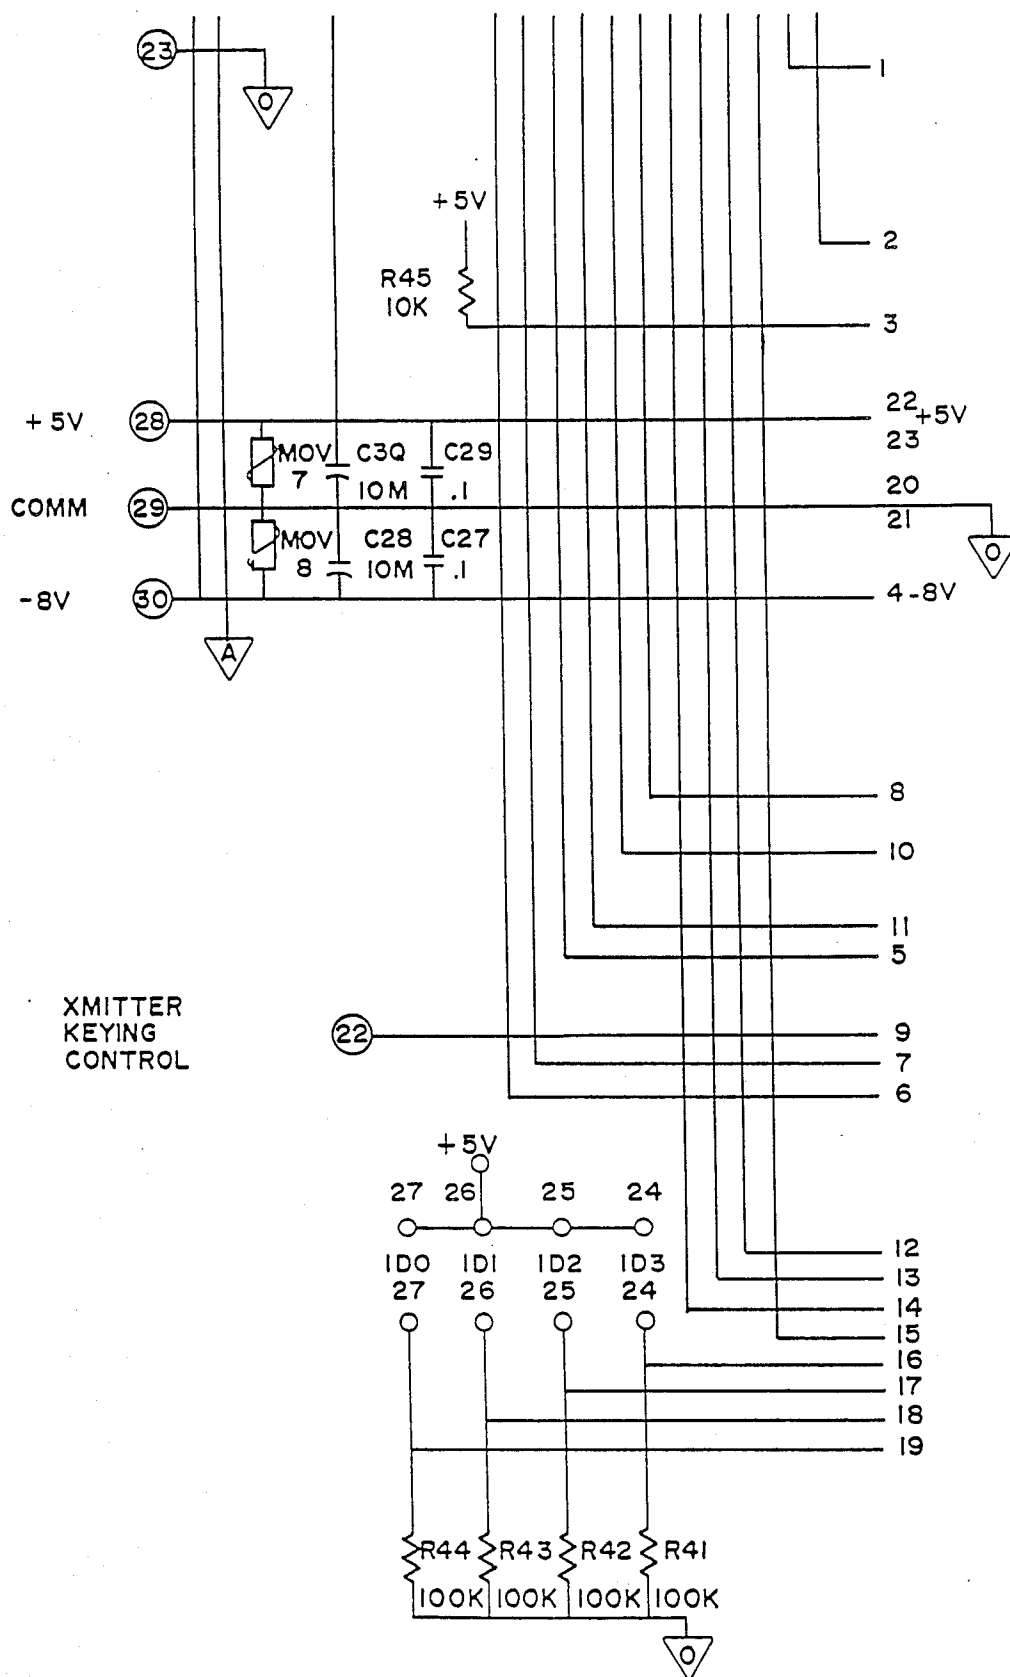 23
O
1
+5V
2
R45
10K
3
+5V
28
22
+5V
MOV
7
C30
10M
C29
.1
23
COMM
29
20
21
MOV
8
C28
10M
C27
.1
O
-8V
30
4 -8V
A
8
10
11
5
XMITTER
KEYING
CONTROL
22
9
7
6
+5V
27 26 25 24
12
ID0 ID1 ID2 ID3
13
27 26 25 24
14
15
16
17
18
19
R44 R43 R42 R41
100K 100K 100K 100K
O